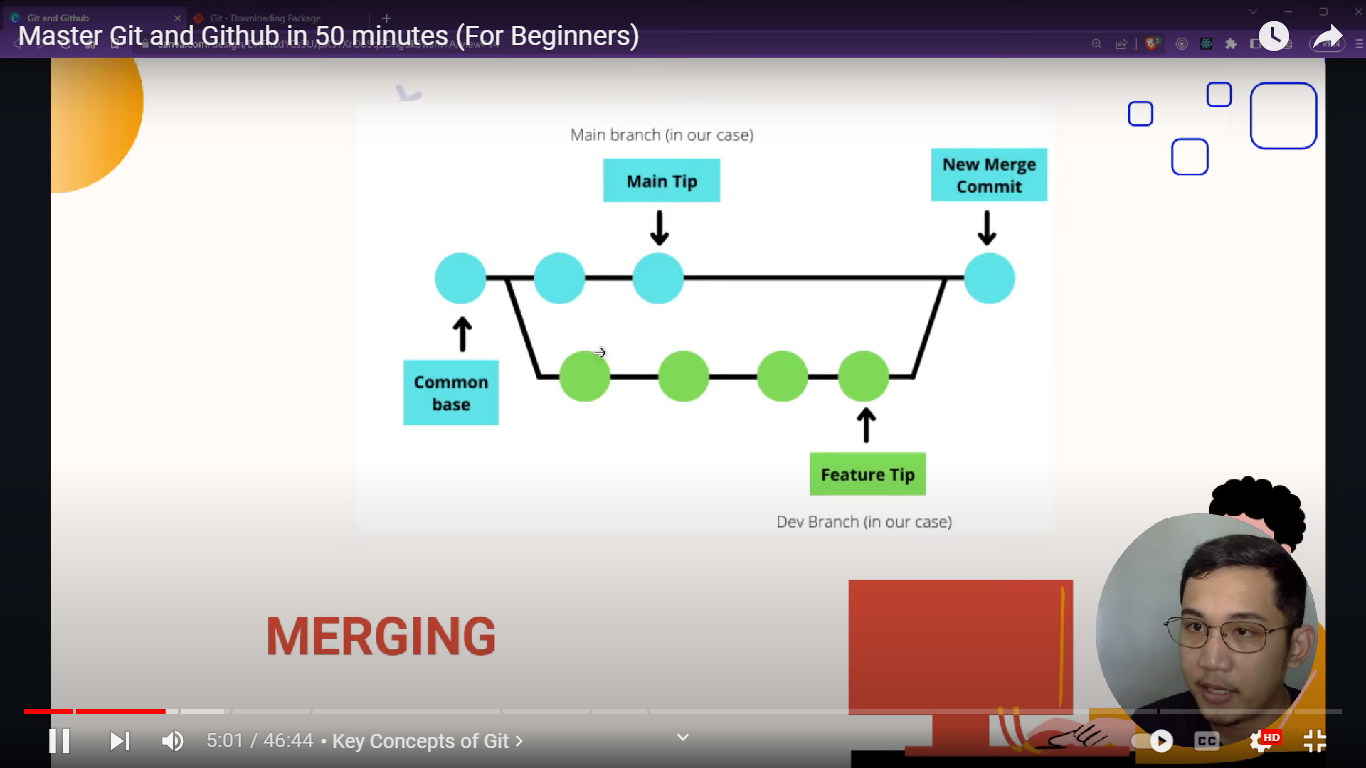 Git and Github
Git - Downloading Package
Master Git and Github in 50 minutes (For Beginners)
Main branch (in our case)
Main Tip
New Merge
Commit
Common
base
Feature Tip
Dev Branch (in our case)
MERGING
5:01 / 46:44 • Key Concepts of Git >
CC
HD